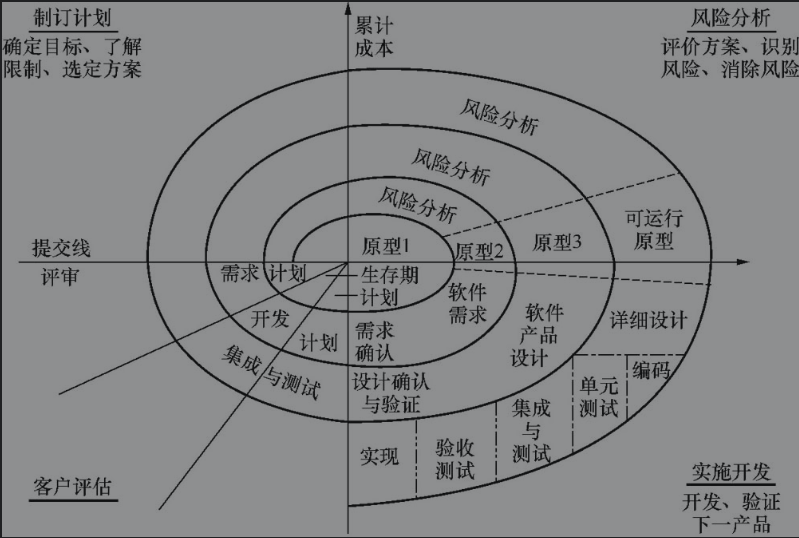 制订计划
确定目标、了解
限制、选定方案
累计
成本
风险分析
评价方案、识别
风险、消除风险
风险分析
风险分析
风险分析
可运行
原型
原型1
原型2
原型3
提交线
评审
需求
计划
生存期
计划
软件
需求
开发
计划
需求
确认
软件
产品
设计
详细设计
集成与测试
设计确认
与验证
单元
测试
编码
集成
与
测试
实现
验收
测试
客户评估
实施开发
开发、验证
下一产品